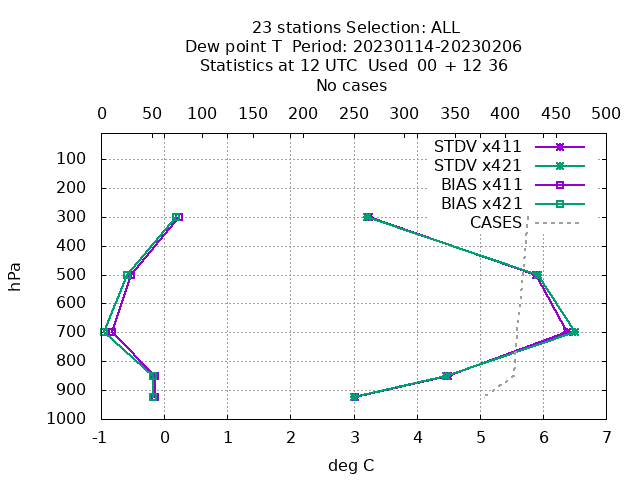 23 stations Selection: ALL
Dew point T  Period: 20230114-20230206
Statistics at 12 UTC  Used  00 + 12 36
No cases
0 50 100 150 200 250 300 350 400 450 500
STDV x411
STDV x421
BIAS x411
BIAS x421
CASES
100
200
300
400
500
600
700
800
900
1000
hPa
-1 0 1 2 3 4 5 6 7
deg C